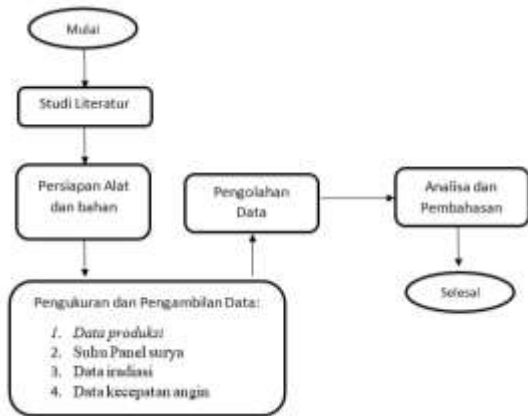 Mulai
Studi Literatur
Persiapan Alat
dan bahan
Pengukuran dan Pengambilan Data:
1. Data produksi
2. Suhu Panel surya
3. Data iradiasi
4. Data kecepatan angin
Pengolahan
Data
Analisa dan
Pembahasan
Selesai